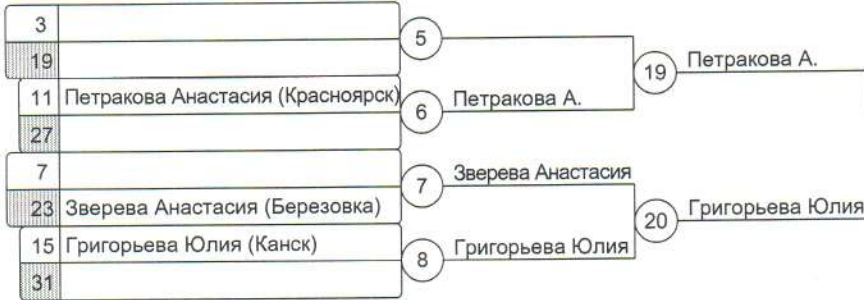 3
5
19
19 Петракова А.
11 Петракова Анастасия (Красноярск)
6 Петракова А.
27
7
7 Зверева Анастасия
23 Зверева Анастасия (Березовка)
20 Григорьева Юлия
15 Григорьева Юлия (Канск)
8 Григорьева Юлия
31